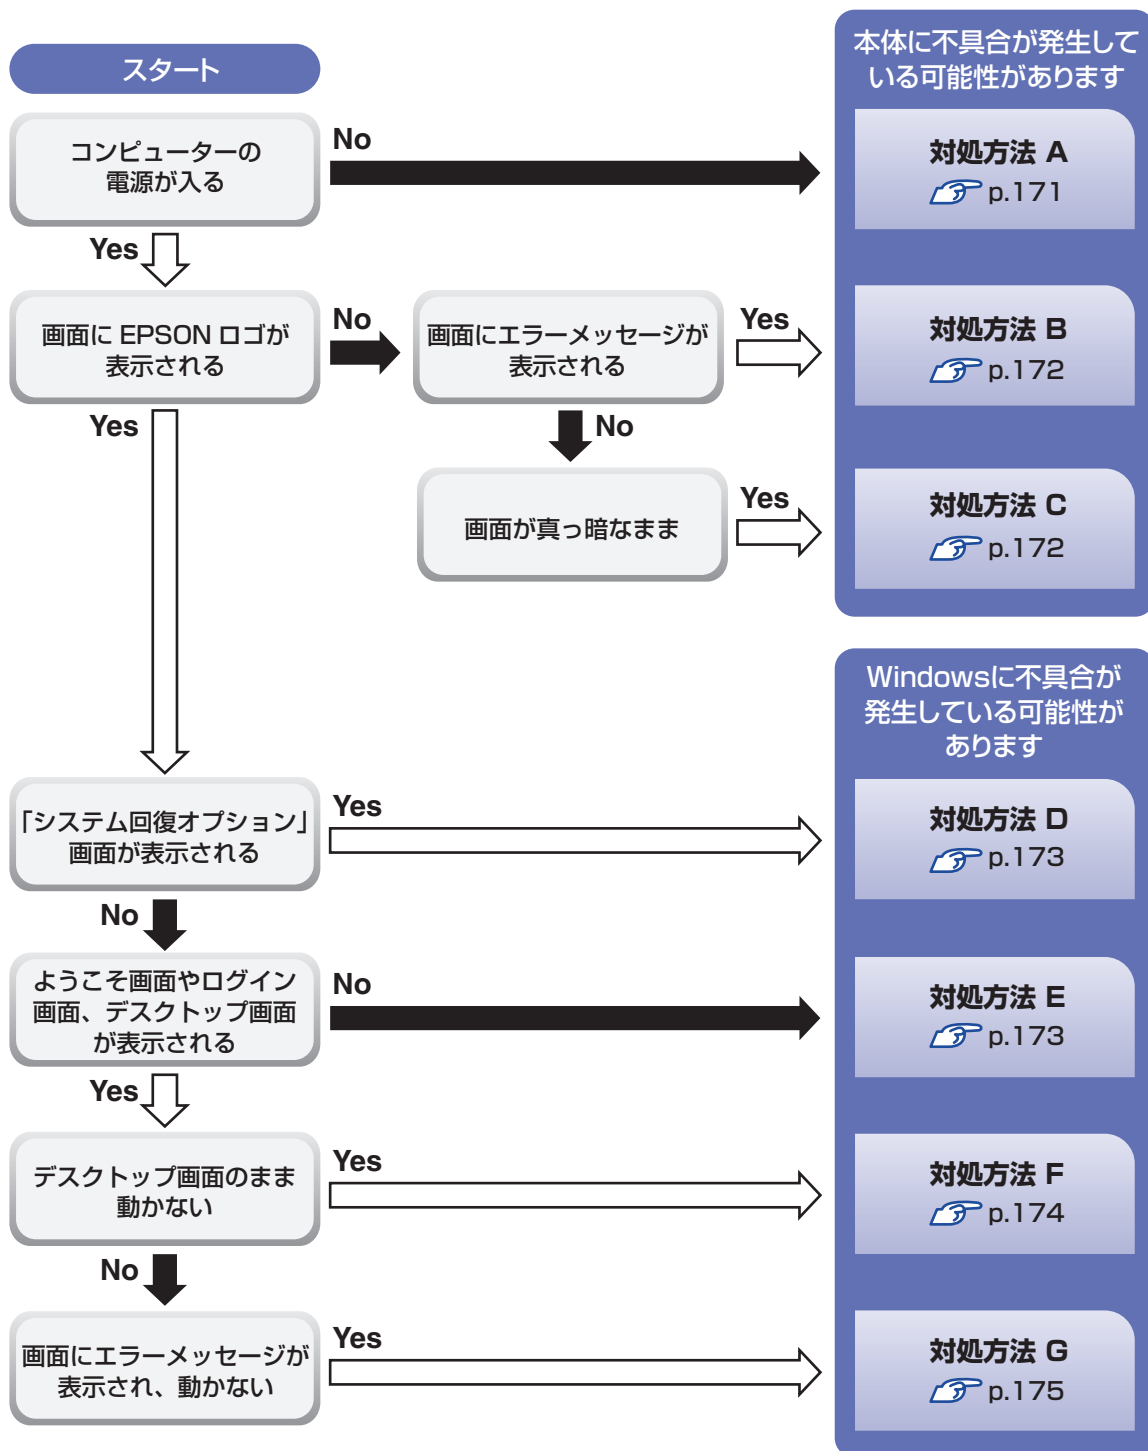 スタート
本体に不具合が発生して
いる可能性があります
コンピューターの
電源が入る
No
対処方法 A
p.171
Yes
画面に EPSON ロゴが
表示される
No
画面にエラーメッセージが
表示される
Yes
対処方法 B
p.172
Yes
No
画面が真っ暗なまま
Yes
対処方法 C
p.172
Windowsに不具合が
発生している可能性が
あります
「システム回復オプション」
画面が表示される
Yes
対処方法 D
p.173
No
ようこそ画面やログイン
画面、デスクトップ画面
が表示される
No
対処方法 E
p.173
Yes
デスクトップ画面のまま
動かない
Yes
対処方法 F
p.174
No
画面にエラーメッセージが
表示され、動かない
Yes
対処方法 G
p.175